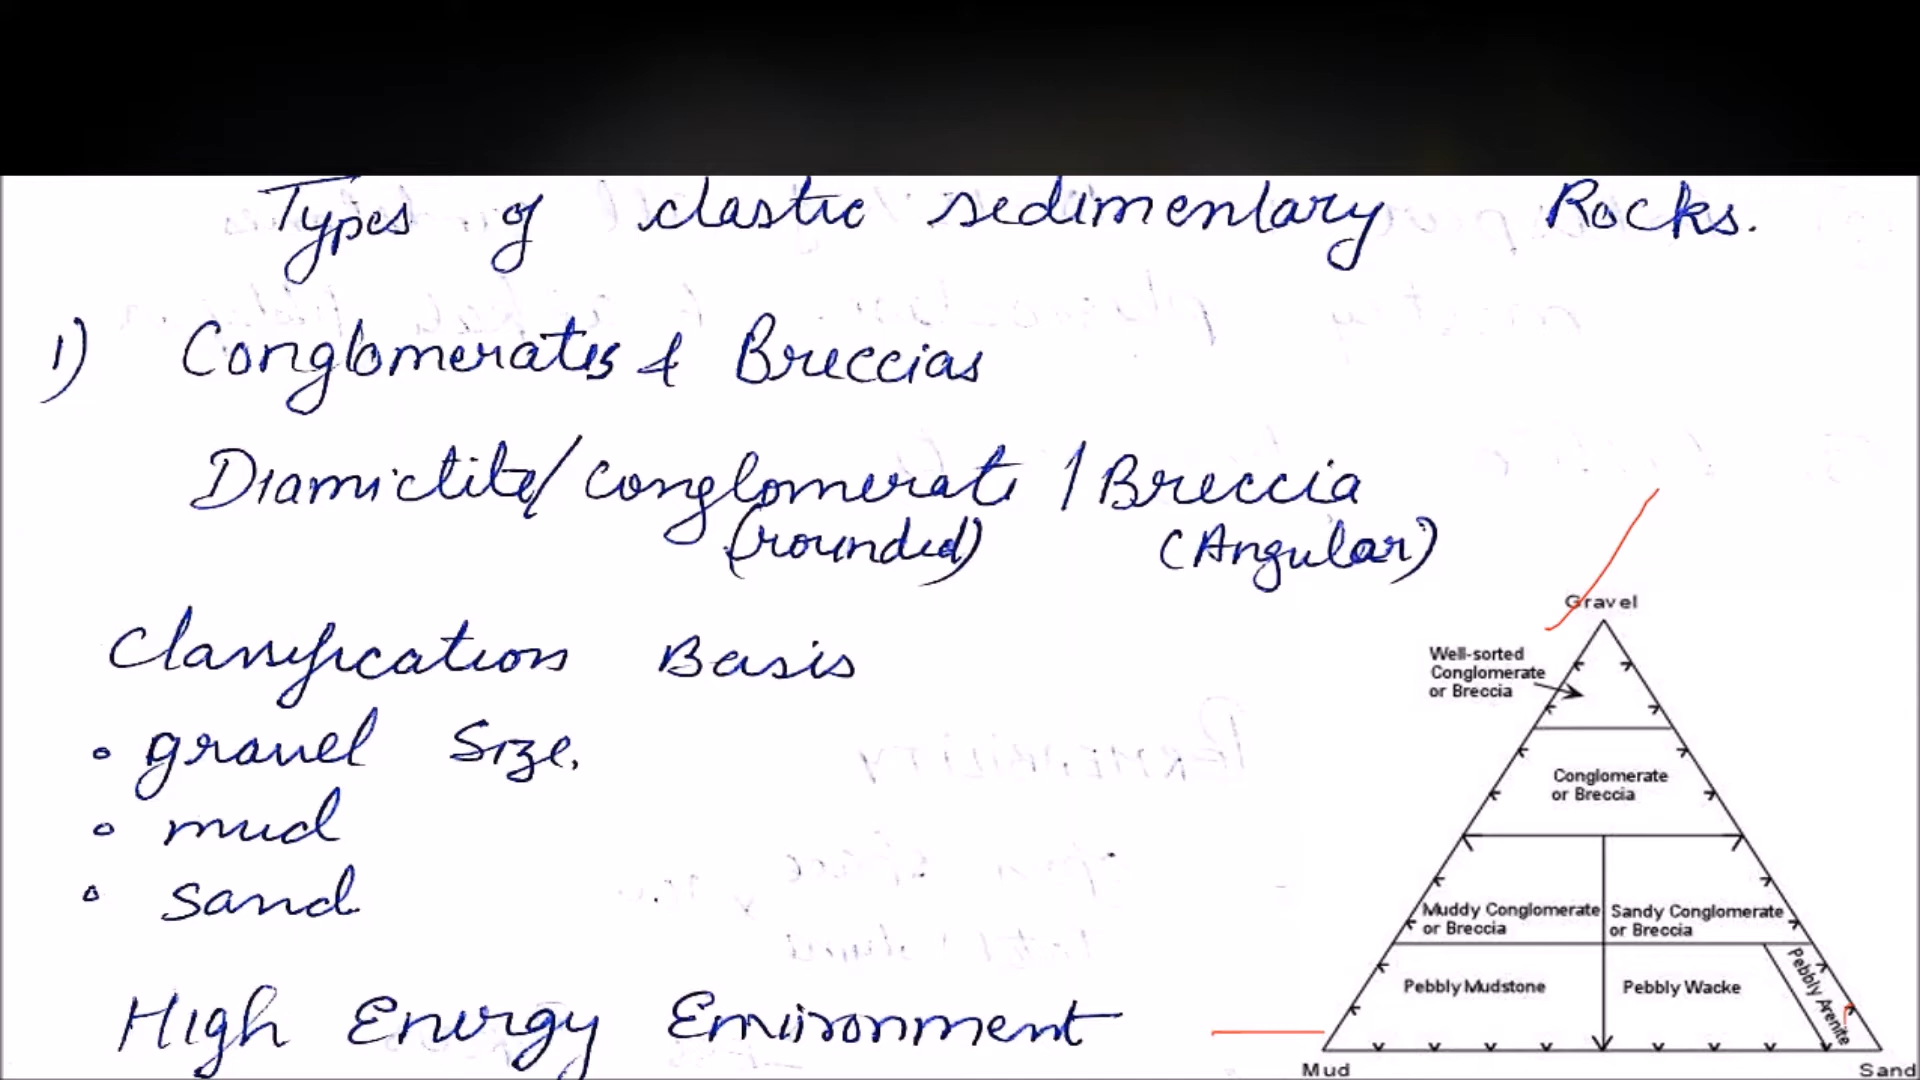 Types of clastic sedimentary Rocks.
1) Conglomerates & Breccias
Diamictite/conglomerate / Breccia
(rounded) (Angular)
Classification Basis
• gravel Size.
• mud
• sand
High Energy Environment
Gravel
Well-sorted
Conglomerate
or Breccia
Conglomerate
or Breccia
Muddy Conglomerate
or Breccia
Sandy Conglomerate
or Breccia
Pebbly Mudstone
Pebbly Wacke
Pebbly Arenite
Mud
Sand